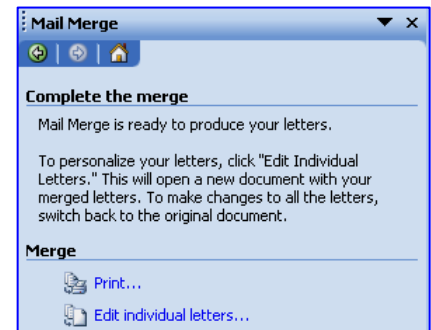 Mail Merge
Complete the merge
Mail Merge is ready to produce your letters.
To personalize your letters, click "Edit Individual
Letters." This will open a new document with your
merged letters. To make changes to all the letters,
switch back to the original document.
Merge
Print...
Edit individual letters...